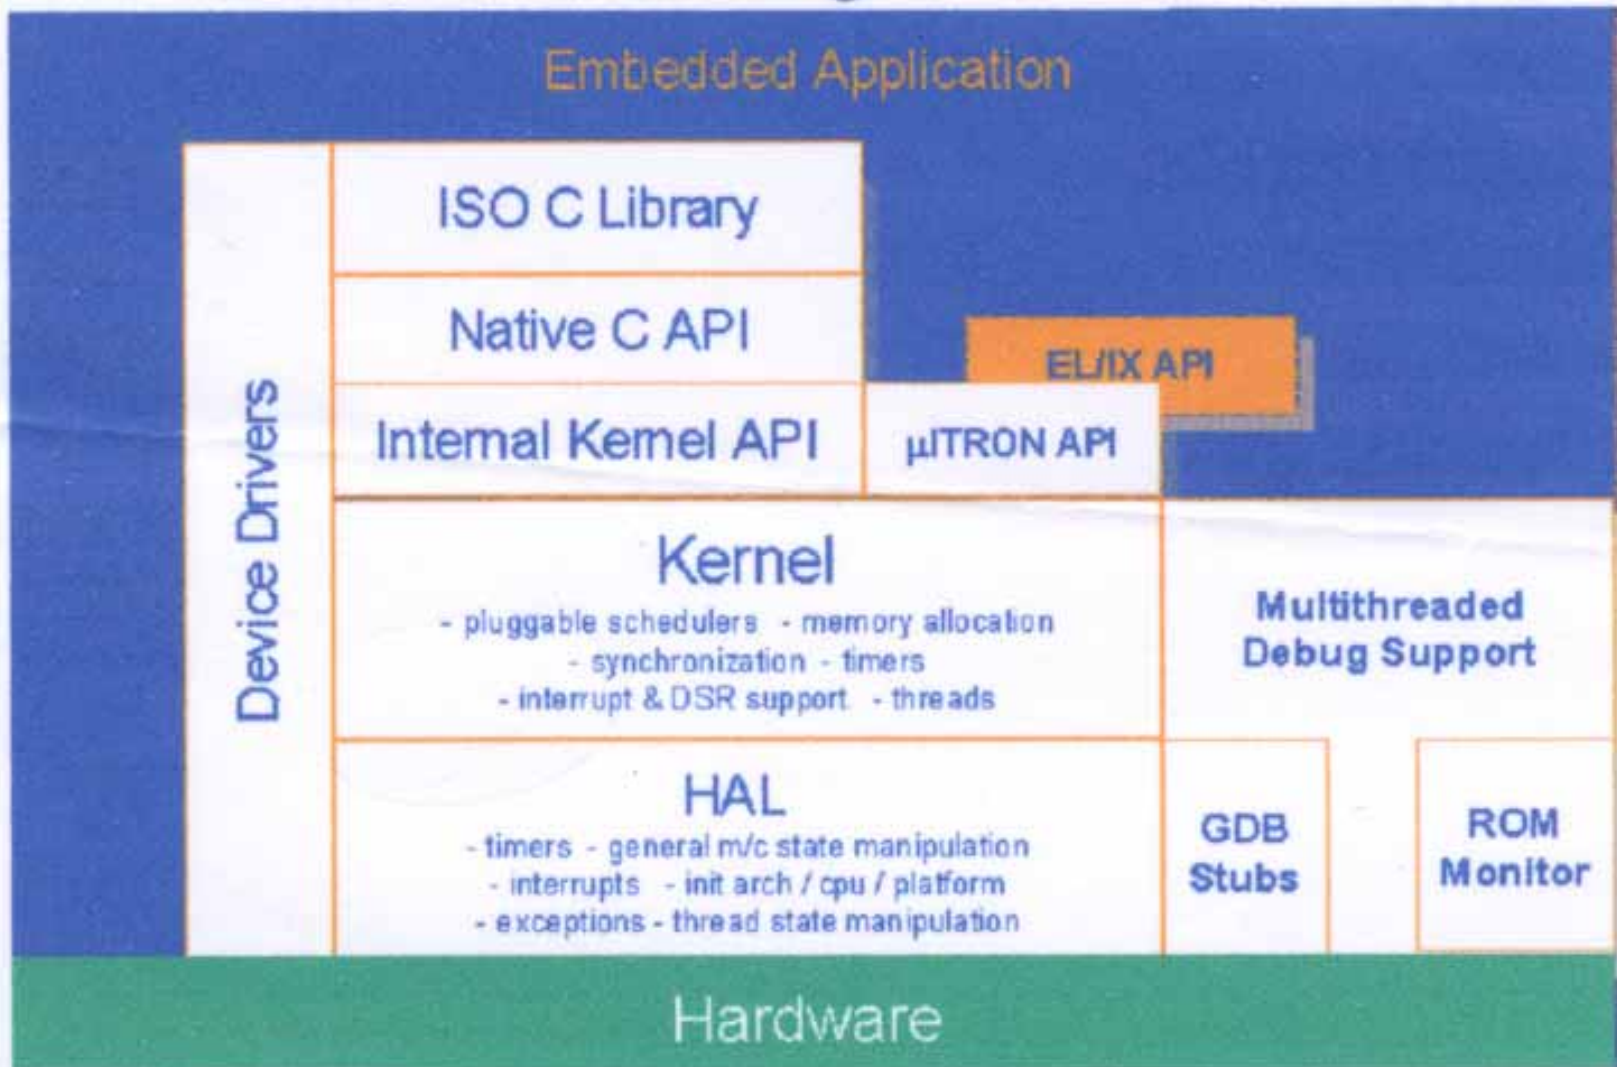 Embedded Application
ISO C Library
Native C API
EL/IX API
Internal Kernel API
µITRON API
Device Drivers
Kernel
- pluggable schedulers - memory allocation
- synchronization - timers
- interrupt & DSR support - threads
Multithreaded
Debug Support
HAL
- timers - general m/c state manipulation
- interrupts - init arch / cpu / platform
- exceptions - thread state manipulation
GDB
Stubs
ROM
Monitor
Hardware